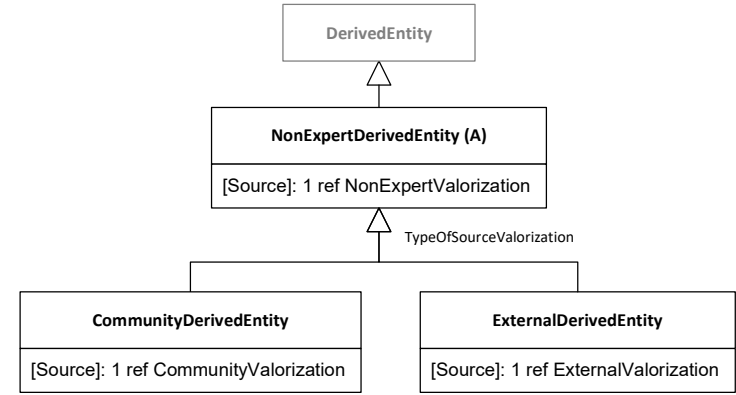 DerivedEntity
NonExpertDerivedEntity (A)
[Source]: 1 ref NonExpertValorization
TypeOfSourceValorization
CommunityDerivedEntity
[Source]: 1 ref CommunityValorization
ExternalDerivedEntity
[Source]: 1 ref ExternalValorization